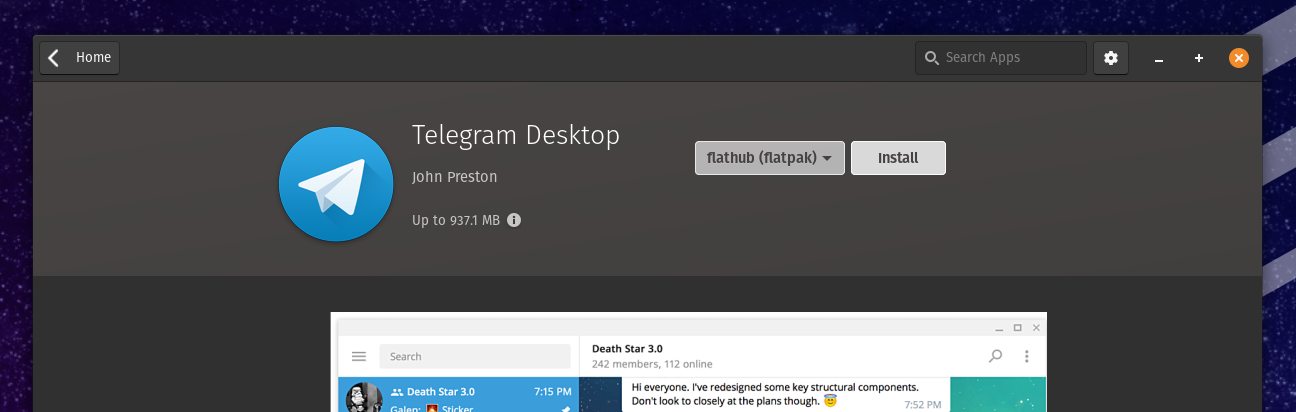 Home
Search Apps
Telegram Desktop
John Preston
Up to 937.1 MB
flathub (flatpak)
Install
Search
Death Star 3.0
242 members, 112 online
Death Star 3.0 7:15 PM
Galen: Sticker
Hi everyone. I've redesigned some key structural components.
Don't look to closely at the plans though. 😇 7:52 PM